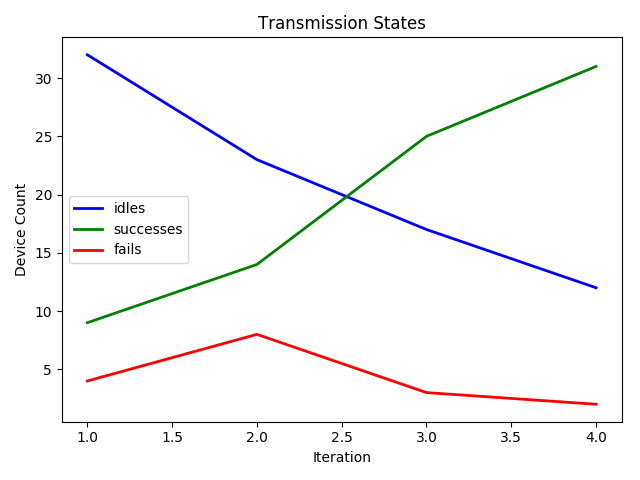 Transmission States
Device Count
30
25
20
15
10
5
idles
successes
fails
1.0 1.5 2.0 2.5 3.0 3.5 4.0
Iteration